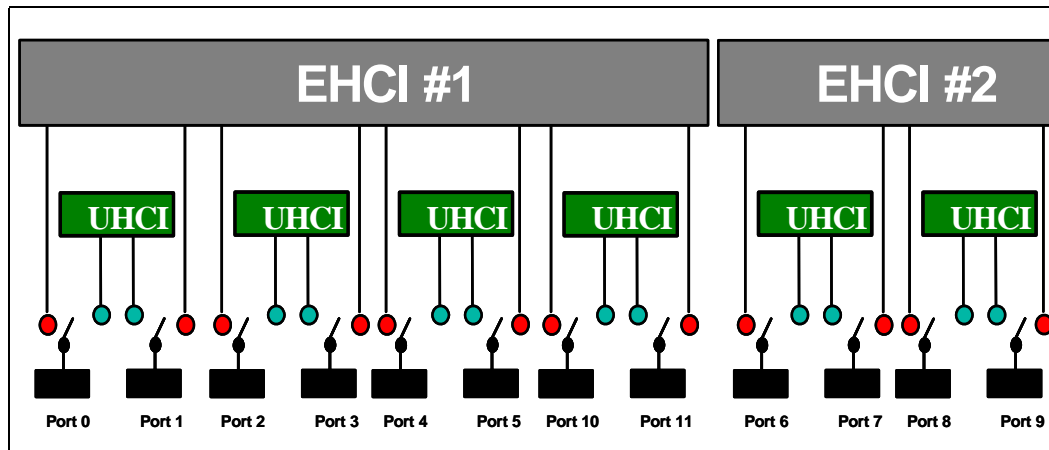 EHCI #1 EHCI #2
UHCI UHCI UHCI UHCI UHCI UHCI
Port 0 Port 1 Port 2 Port 3 Port 4 Port 5 Port 10 Port 11 Port 6 Port 7 Port 8 Port 9